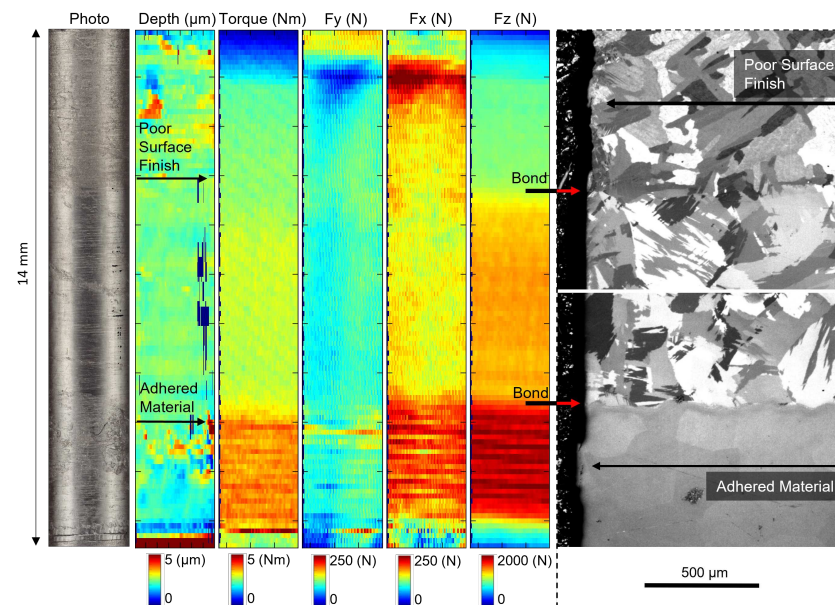 Photo
Depth (µm)
Torque (Nm)
Fy (N)
Fx (N)
Fz (N)
14 mm
Poor
Surface
Finish
Adhered
Material
Bond
Bond
Poor Surface
Finish
Adhered Material
5 (µm)
0
5 (Nm)
0
250 (N)
0
250 (N)
0
2000 (N)
0
500 µm